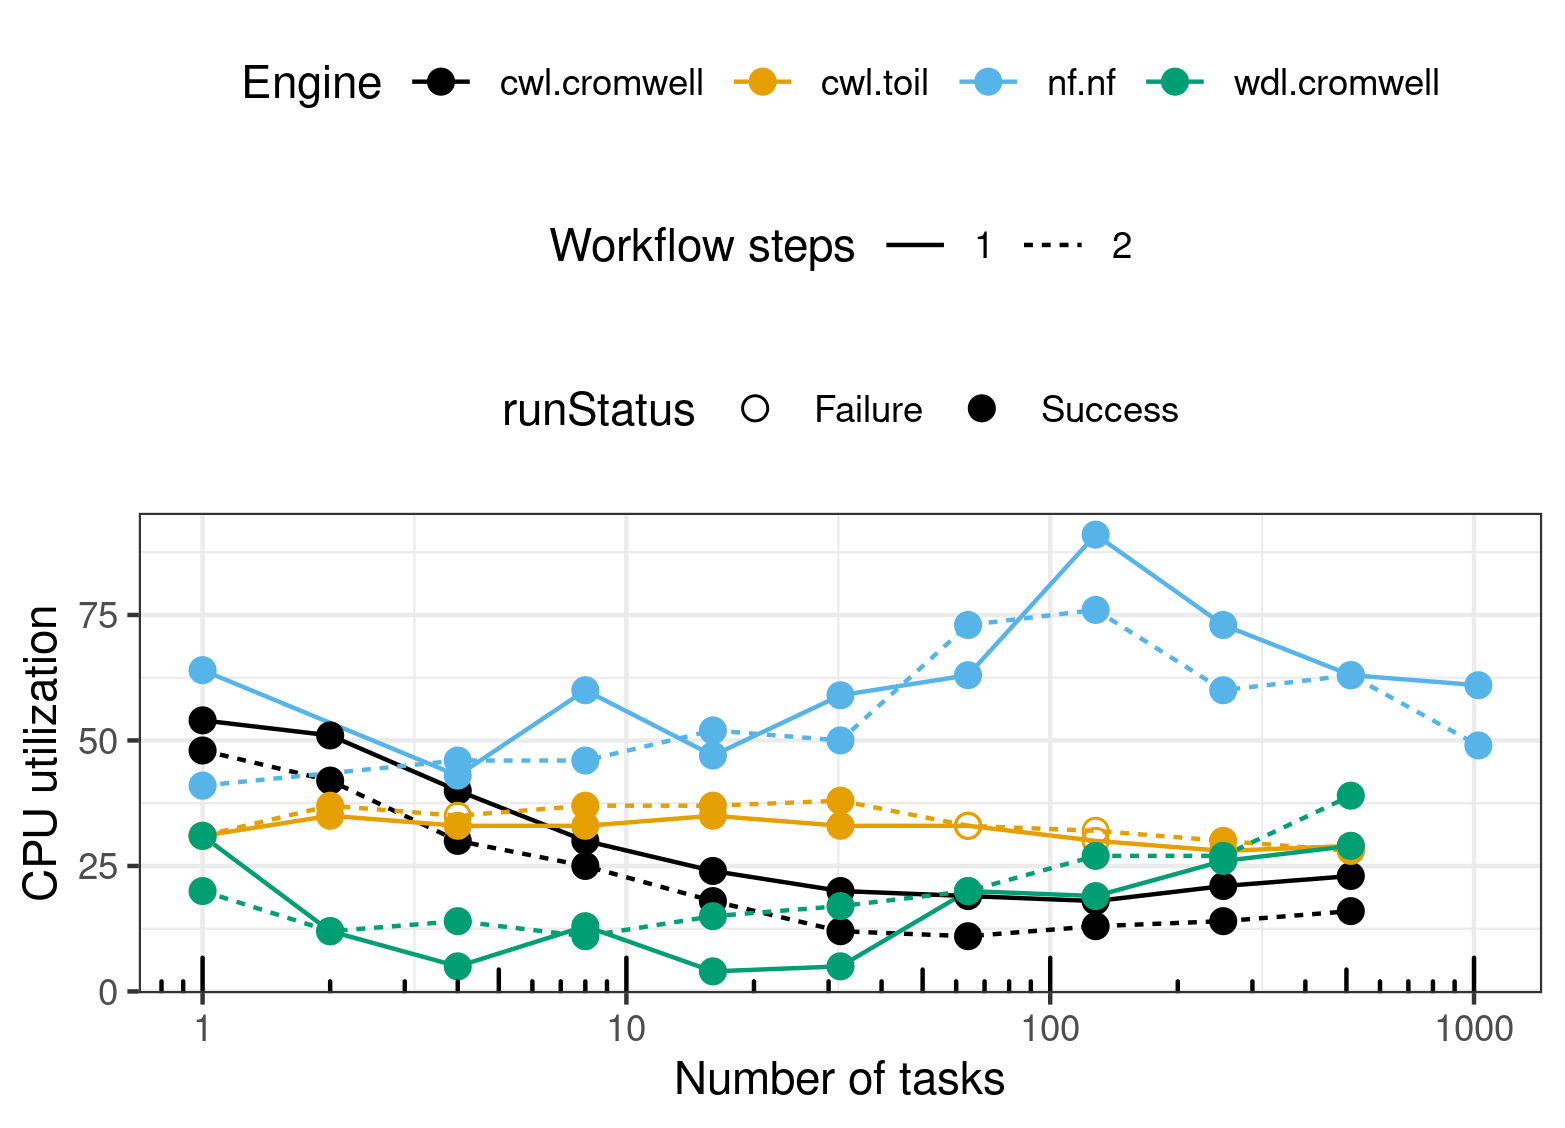 Engine cwl.cromwell cwl.toil nf.nf wdl.cromwell
Workflow steps 1 2
runStatus Failure Success
CPU utilization
75
50
25
0
1 10 100 1000
Number of tasks